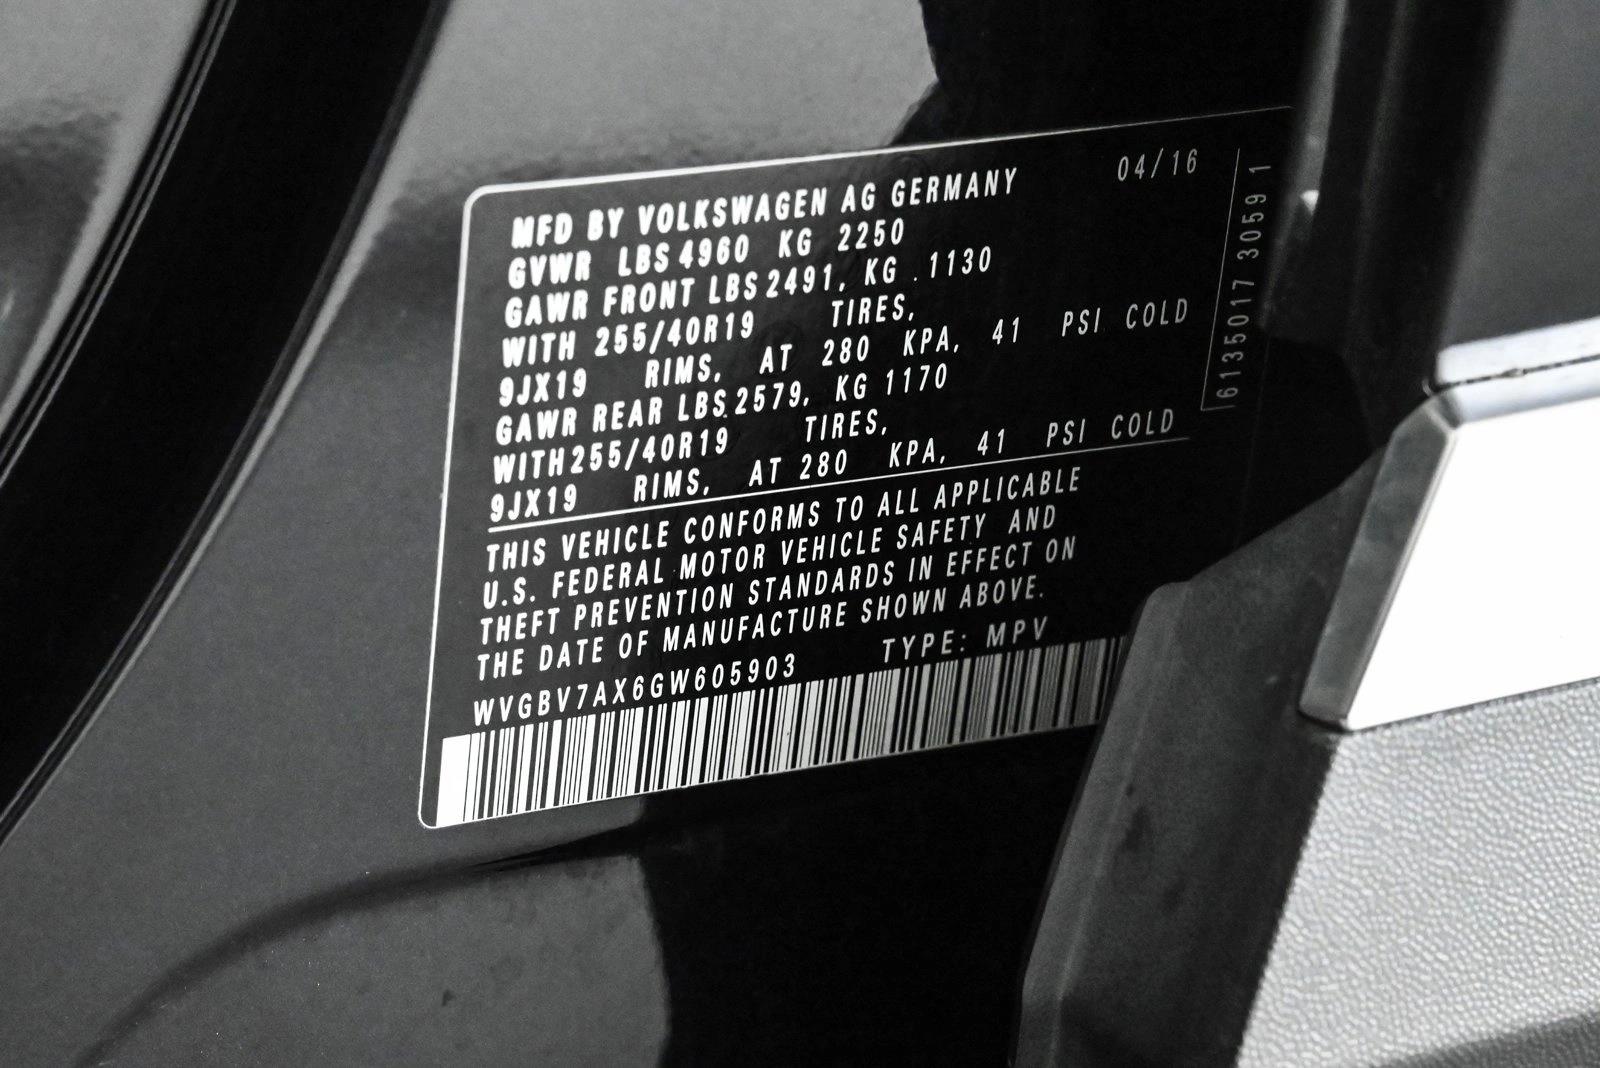 MFD BY VOLKSWAGEN AG GERMANY 04/16
GVWR LBS 4960 KG 2250
GAWR FRONT LBS 2491, KG .1130
WITH 255/40R19 TIRES,
9JX19 RIMS, AT 280 KPA, 41 PSI COLD
GAWR REAR LBS 2579, KG 1170
WITH 255/40R19 TIRES,
9JX19 RIMS, AT 280 KPA, 41 PSI COLD
THIS VEHICLE CONFORMS TO ALL APPLICABLE
U.S. FEDERAL MOTOR VEHICLE SAFETY AND
THEFT PREVENTION STANDARDS IN EFFECT ON
THE DATE OF MANUFACTURE SHOWN ABOVE.
WVGBV7AX6GW605903 TYPE: MPV
6135017 3059 1